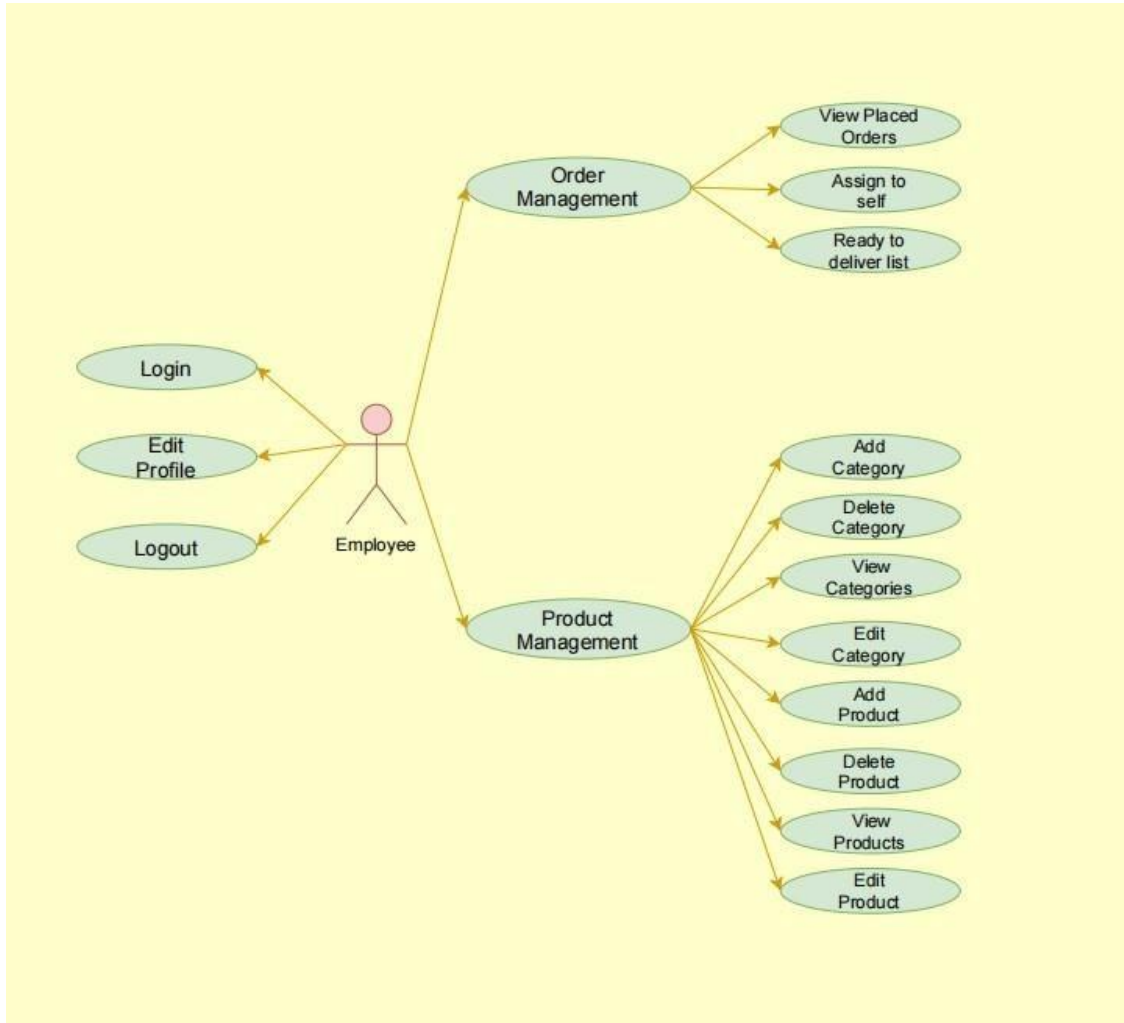 View Placed
Orders
Order
Management
Assign to
self
Ready to
deliver list
Login
Edit
Profile
Logout
Employee
Add
Category
Delete
Category
View
Categories
Product
Management
Edit
Category
Add
Product
Delete
Product
View
Products
Edit
Product